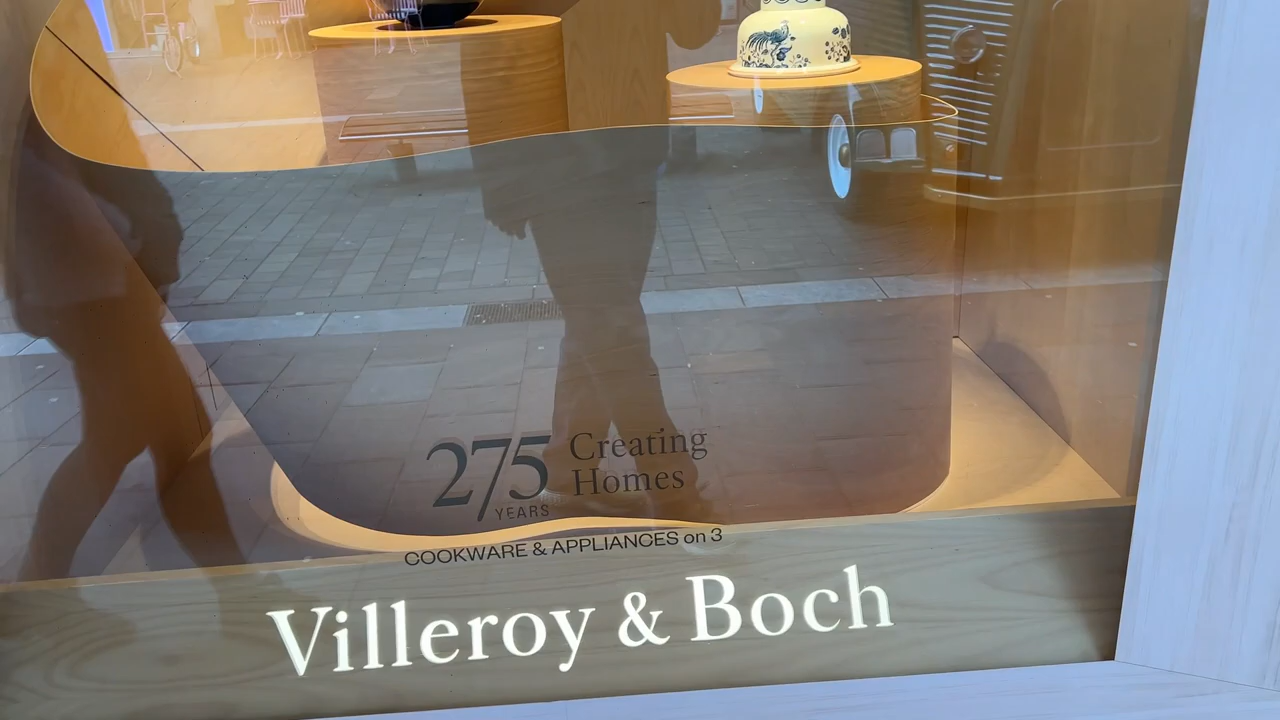 275 Creating
Homes
YEARS
COOKWARE & APPLIANCES on 3
Villeroy & Boch